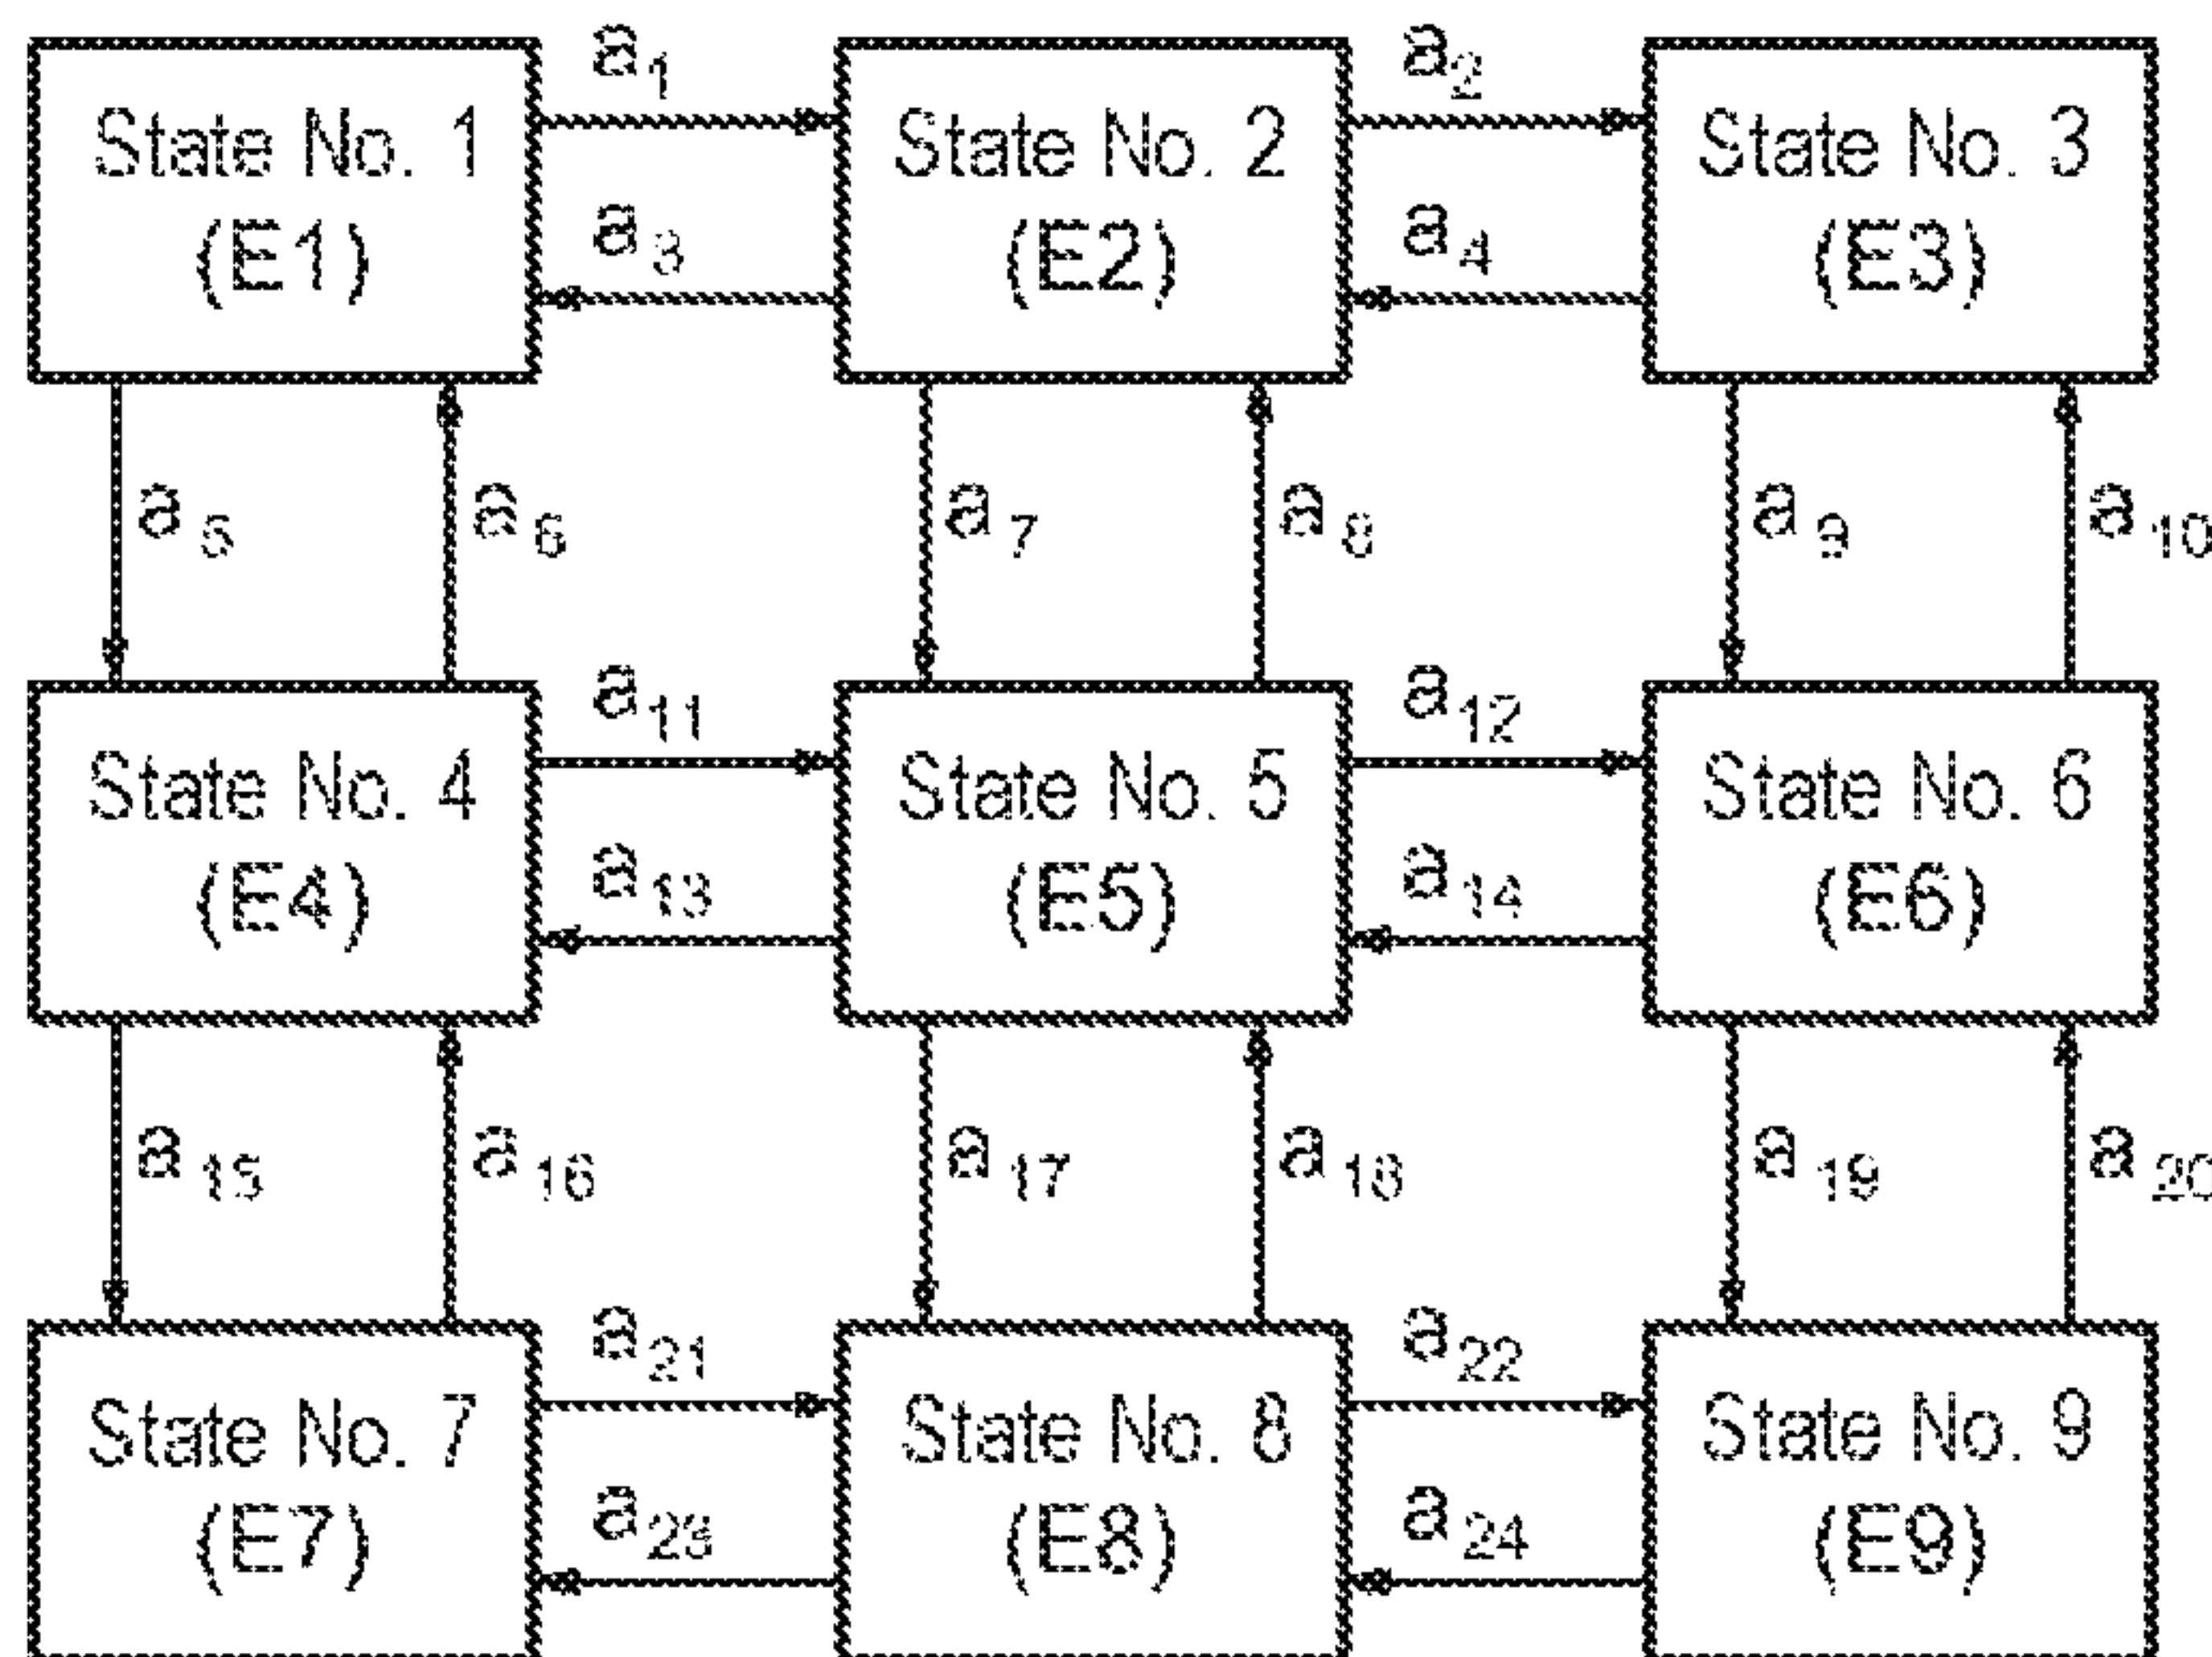 a1 a2
State No. 1 State No. 2 State No. 3
(E1) a3 (E2) a4 (E3)
a5 a6 a7 a8 a9 a10
a11 a12
State No. 4 State No. 5 State No. 6
(E4) a13 (E5) a14 (E6)
a15 a16 a17 a18 a19 a20
a21 a22
State No. 7 State No. 8 State No. 9
(E7) a23 (E8) a24 (E9)